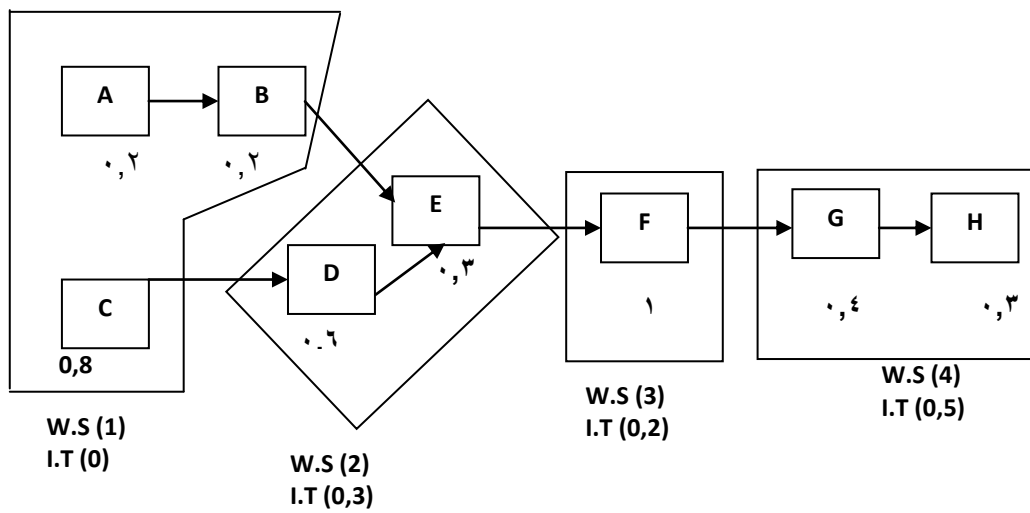 A
B
٠,٢
٠,٢
E
٠,٣
D
٠.٦
C
0,8
F
١
G
H
٠,٤
٠,٣
W.S (1)
I.T (0)
W.S (2)
I.T (0,3)
W.S (3)
I.T (0,2)
W.S (4)
I.T (0,5)